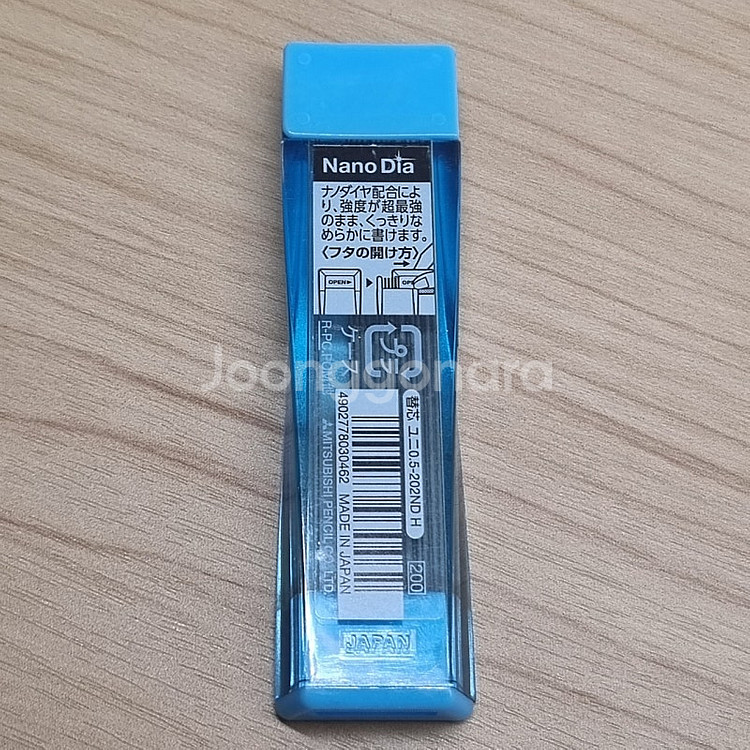 Nano Dia
ナノダイヤ配合によ
り、強度が超最強
のまま、くっきりな
めらかに書けます。
〈フタの開け方〉
OPEN▶
プラ
ケース
R-PC,POM
替芯 ユニ0.5-202ND H
200
4902778030462 MADE IN JAPAN
MITSUBISHI PENCIL CO., LTD.
JAPAN
Joonggonara